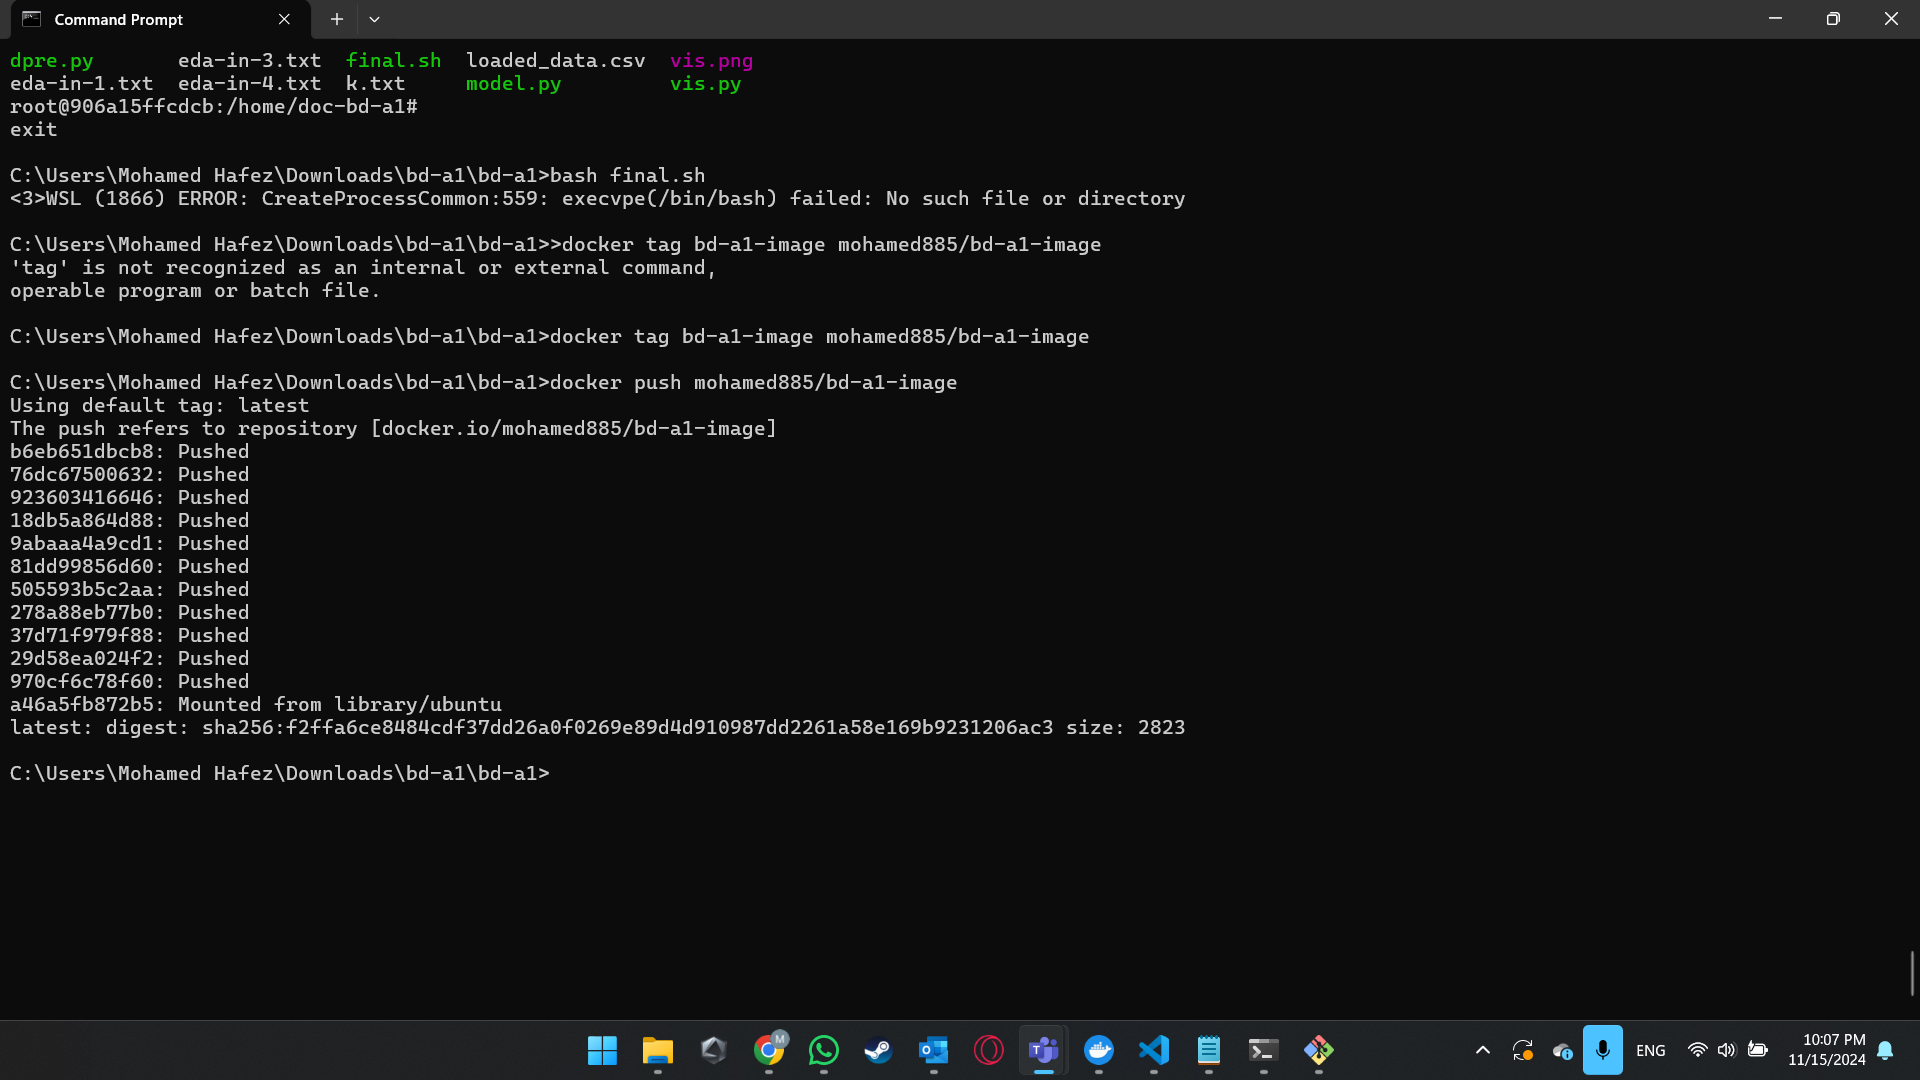 Command Prompt
dpre.py eda-in-3.txt final.sh loaded_data.csv vis.png
eda-in-1.txt eda-in-4.txt k.txt model.py vis.py
root@906a15ffcdcb:/home/doc-bd-a1#
exit
C:\Users\Mohamed Hafez\Downloads\bd-a1\bd-a1>bash final.sh
<3>WSL (1866) ERROR: CreateProcessCommon:559: execvpe(/bin/bash) failed: No such file or directory
C:\Users\Mohamed Hafez\Downloads\bd-a1\bd-a1>>docker tag bd-a1-image mohamed885/bd-a1-image
'tag' is not recognized as an internal or external command,
operable program or batch file.
C:\Users\Mohamed Hafez\Downloads\bd-a1\bd-a1>docker tag bd-a1-image mohamed885/bd-a1-image
C:\Users\Mohamed Hafez\Downloads\bd-a1\bd-a1>docker push mohamed885/bd-a1-image
Using default tag: latest
The push refers to repository [docker.io/mohamed885/bd-a1-image]
b6eb651dbcb8: Pushed
76dc67500632: Pushed
923603416646: Pushed
18db5a864d88: Pushed
9abaaa4a9cd1: Pushed
81dd99856d60: Pushed
505593b5c2aa: Pushed
278a88eb77b0: Pushed
37d71f979f88: Pushed
29d58ea024f2: Pushed
970cf6c78f60: Pushed
a46a5fb872b5: Mounted from library/ubuntu
latest: digest: sha256:f2ffa6ce8484cdf37dd26a0f0269e89d4d910987dd2261a58e169b9231206ac3 size: 2823
C:\Users\Mohamed Hafez\Downloads\bd-a1\bd-a1>
M
ENG
10:07 PM
11/15/2024